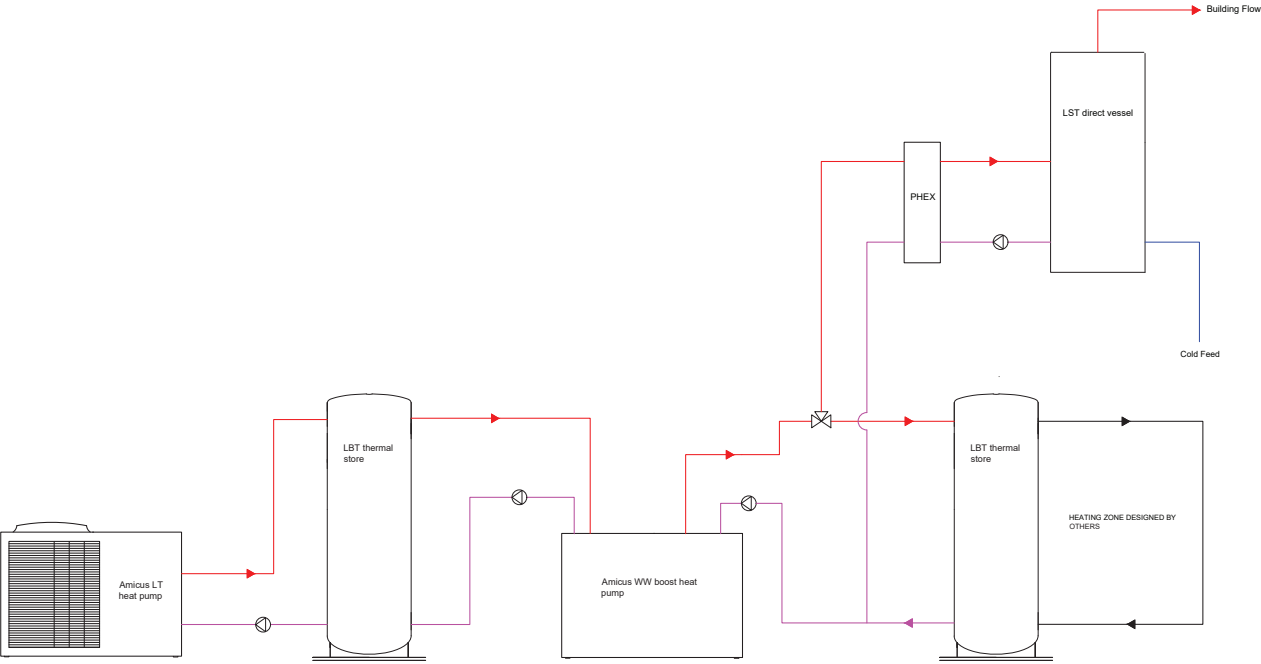 Building Flow
LST direct vessel
PHEX
Cold Feed
LBT thermal
store
LBT thermal
store
HEATING ZONE DESIGNED BY
OTHERS
Amicus LT
heat pump
Amicus WW boost heat
pump